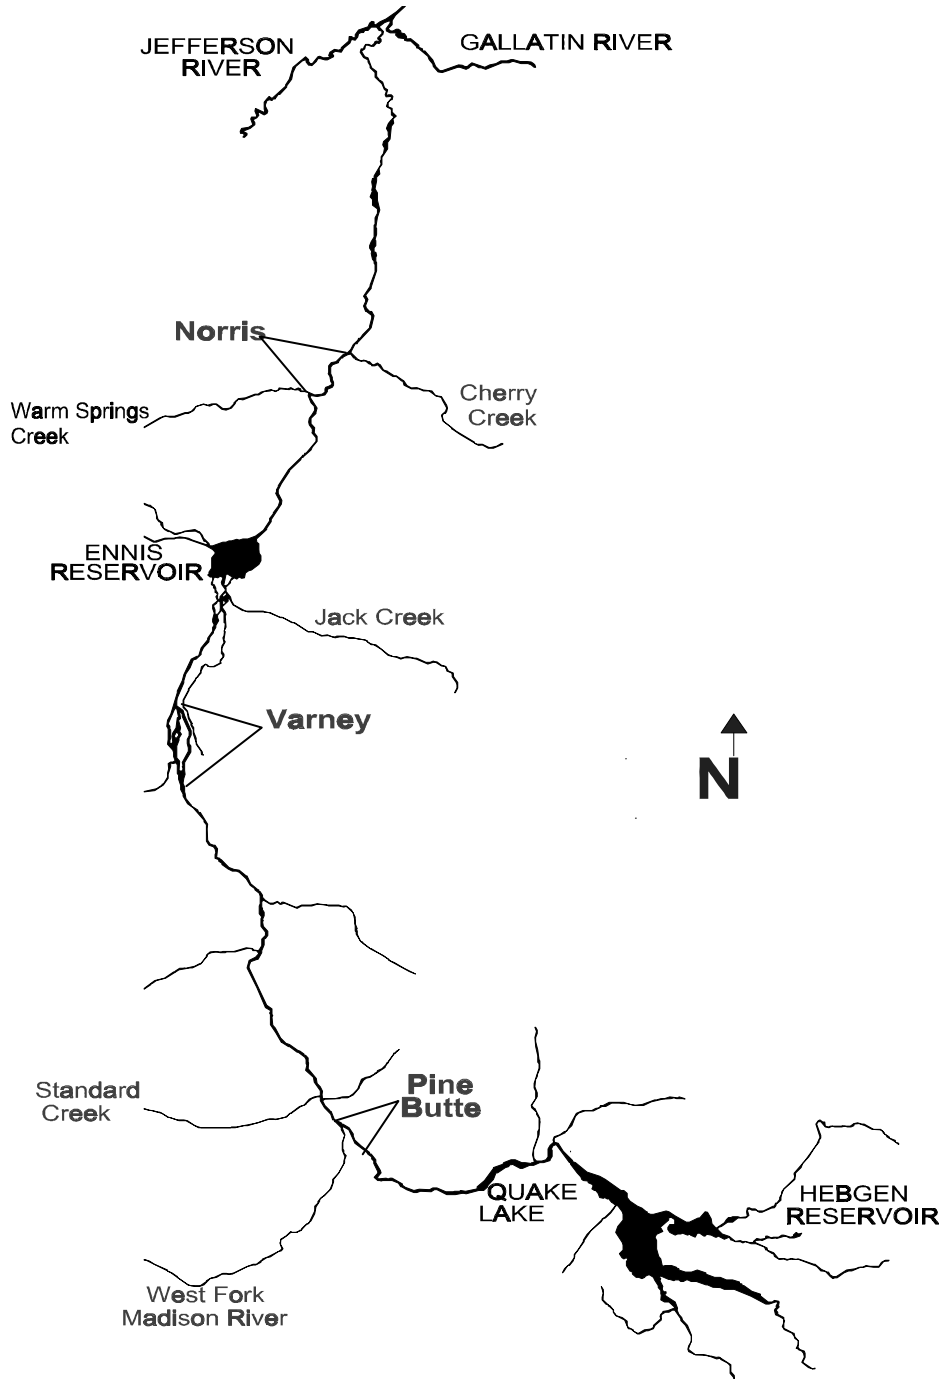 JEFFERSON
RIVER
GALLATIN RIVER
Norris
Cherry
Creek
Warm Springs
Creek
ENNIS
RESERVOIR
Jack Creek
Varney
N
Standard
Creek
Pine
Butte
QUAKE
LAKE
HEBGEN
RESERVOIR
West Fork
Madison River